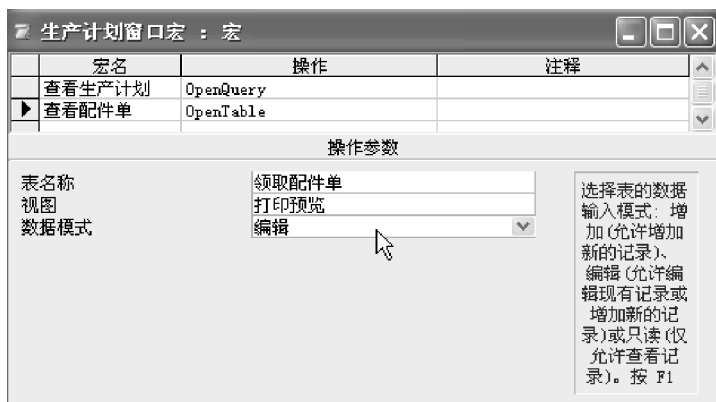 生产计划窗口宏 : 宏
宏名 操作 注释
查看生产计划 OpenQuery
查看配件单 OpenTable
操作参数
表名称 领取配件单
视图 打印预览
数据模式 编辑
选择表的数据
输入模式: 增
加(允许增加
新的记录)、
编辑(允许编
辑现有记录或
增加新的记
录)或只读(仅
允许查看记
录)。按 F1